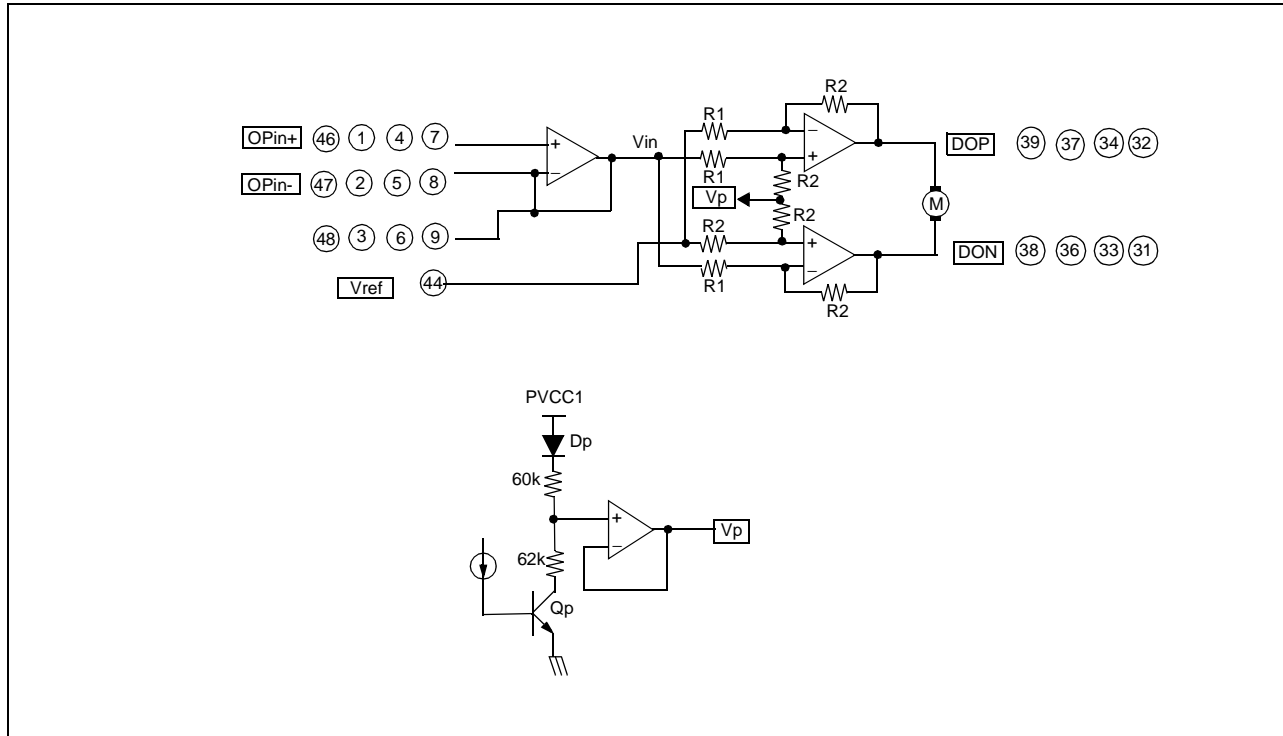 R2
R1
OPin+ 46 1 4 7 + Vin − + DOP 39 37 34 32
R1
R2
OPin- 47 2 5 8 − Vp M
R2
48 3 6 9 R2 + − DON 38 36 33 31
Vref 44 R1
R2
PVCC1
Dp
60k
+ − Vp
62k
Qp